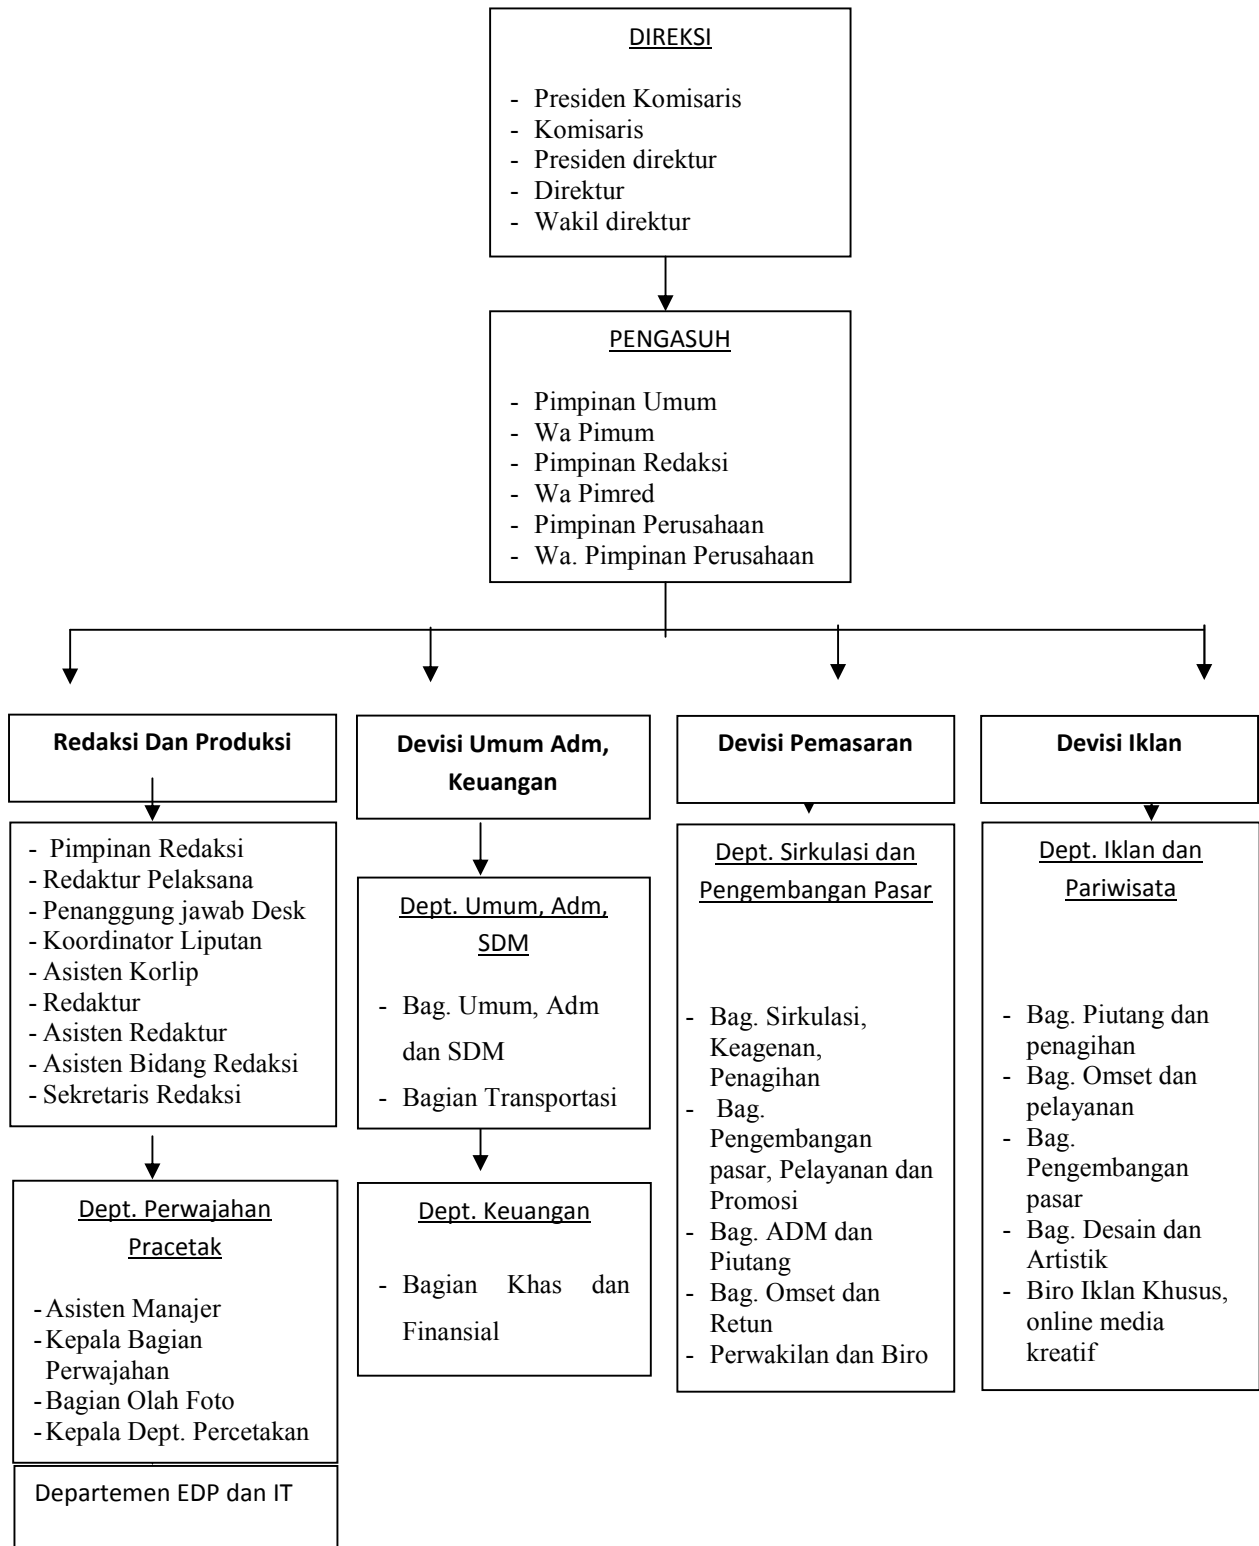 DIREKSI
- Presiden Komisaris
- Komisaris
- Presiden direktur
- Direktur
- Wakil direktur
PENGASUH
- Pimpinan Umum
- Wa Pimum
- Pimpinan Redaksi
- Wa Pimred
- Pimpinan Perusahaan
- Wa. Pimpinan Perusahaan
Redaksi Dan Produksi
- Pimpinan Redaksi
- Redaktur Pelaksana
- Penanggung jawab Desk
- Koordinator Liputan
- Asisten Korlip
- Redaktur
- Asisten Redaktur
- Asisten Bidang Redaksi
- Sekretaris Redaksi
Dept. Perwajahan
Pracetak
- Asisten Manajer
- Kepala Bagian
Perwajahan
- Bagian Olah Foto
- Kepala Dept. Percetakan
Departemen EDP dan IT
Devisi Umum Adm,
Keuangan
Dept. Umum, Adm,
SDM
- Bag. Umum, Adm
dan SDM
- Bagian Transportasi
Dept. Keuangan
- Bagian Khas dan
Finansial
Devisi Pemasaran
Dept. Sirkulasi dan
Pengembangan Pasar
- Bag. Sirkulasi,
Keagenan,
Penagihan
- Bag.
Pengembangan
pasar, Pelayanan dan
Promosi
- Bag. ADM dan
Piutang
- Bag. Omset dan
Retun
- Perwakilan dan Biro
Devisi Iklan
Dept. Iklan dan
Pariwisata
- Bag. Piutang dan
penagihan
- Bag. Omset dan
pelayanan
- Bag.
Pengembangan
pasar
- Bag. Desain dan
Artistik
- Biro Iklan Khusus,
online media
kreatif